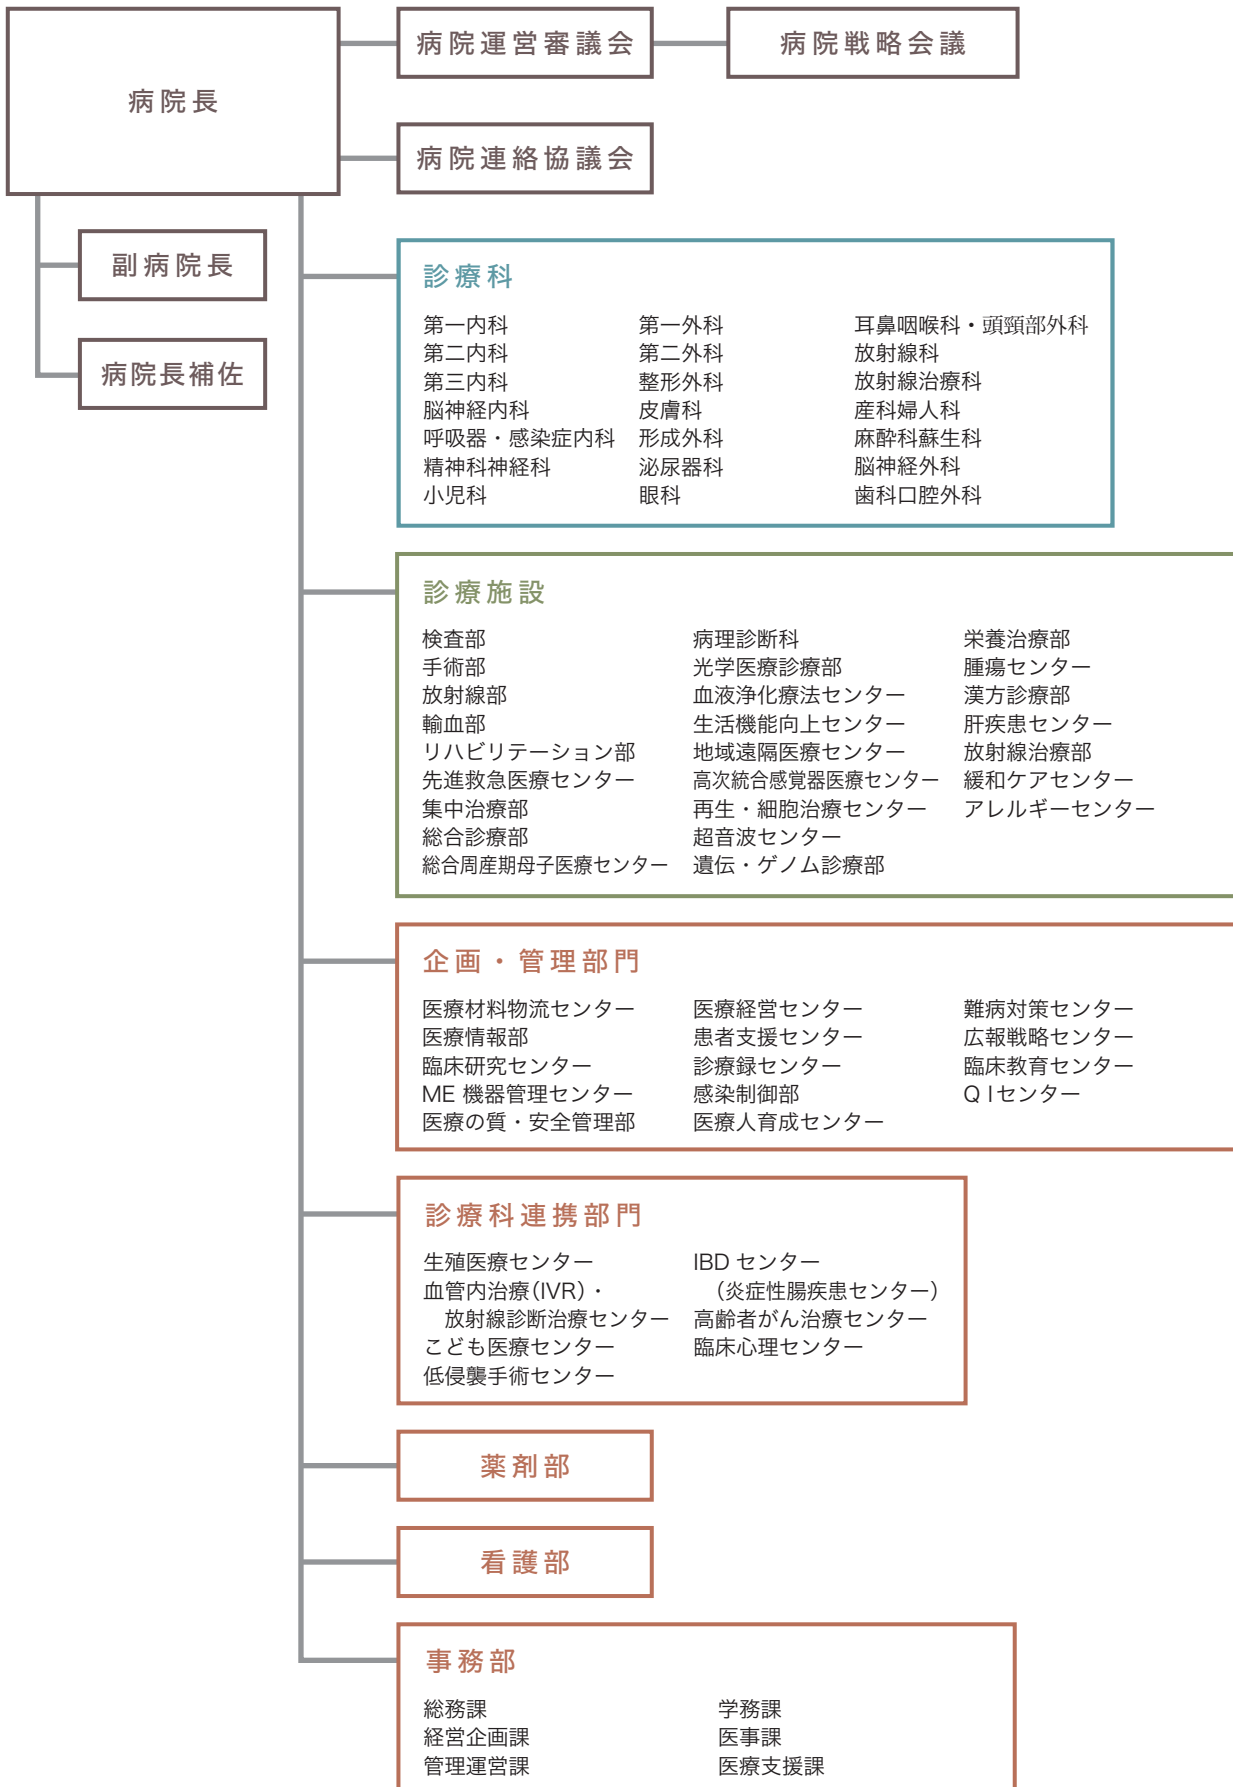 病院長
病院運営審議会
病院戦略会議
病院連絡協議会
副病院長
病院長補佐
診療科
第一内科
第二内科
第三内科
脳神経内科
呼吸器・感染症内科
精神科神経科
小児科
第一外科
第二外科
整形外科
皮膚科
形成外科
泌尿器科
眼科
耳鼻咽喉科・頭頸部外科
放射線科
放射線治療科
産科婦人科
麻酔科蘇生科
脳神経外科
歯科口腔外科
診療施設
検査部
手術部
放射線部
輸血部
リハビリテーション部
先進救急医療センター
集中治療部
総合診療部
総合周産期母子医療センター
病理診断科
光学医療診療部
血液浄化療法センター
生活機能向上センター
地域遠隔医療センター
高次統合感覚器医療センター
再生・細胞治療センター
超音波センター
遺伝・ゲノム診療部
栄養治療部
腫瘍センター
漢方診療部
肝疾患センター
放射線治療部
緩和ケアセンター
アレルギーセンター
企画・管理部門
医療材料物流センター
医療情報部
臨床研究センター
ME 機器管理センター
医療の質・安全管理部
医療経営センター
患者支援センター
診療録センター
感染制御部
医療人育成センター
難病対策センター
広報戦略センター
臨床教育センター
Q Iセンター
診療科連携部門
生殖医療センター
血管内治療(IVR)・
放射線診断治療センター
こども医療センター
低侵襲手術センター
IBD センター
（炎症性腸疾患センター）
高齢者がん治療センター
臨床心理センター
薬剤部
看護部
事務部
総務課
経営企画課
管理運営課
学務課
医事課
医療支援課